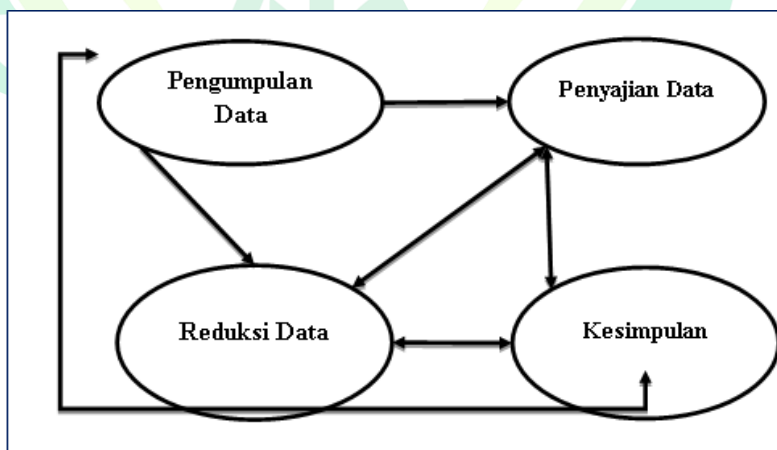 Pengumpulan
Data
Penyajian Data
Reduksi Data
Kesimpulan